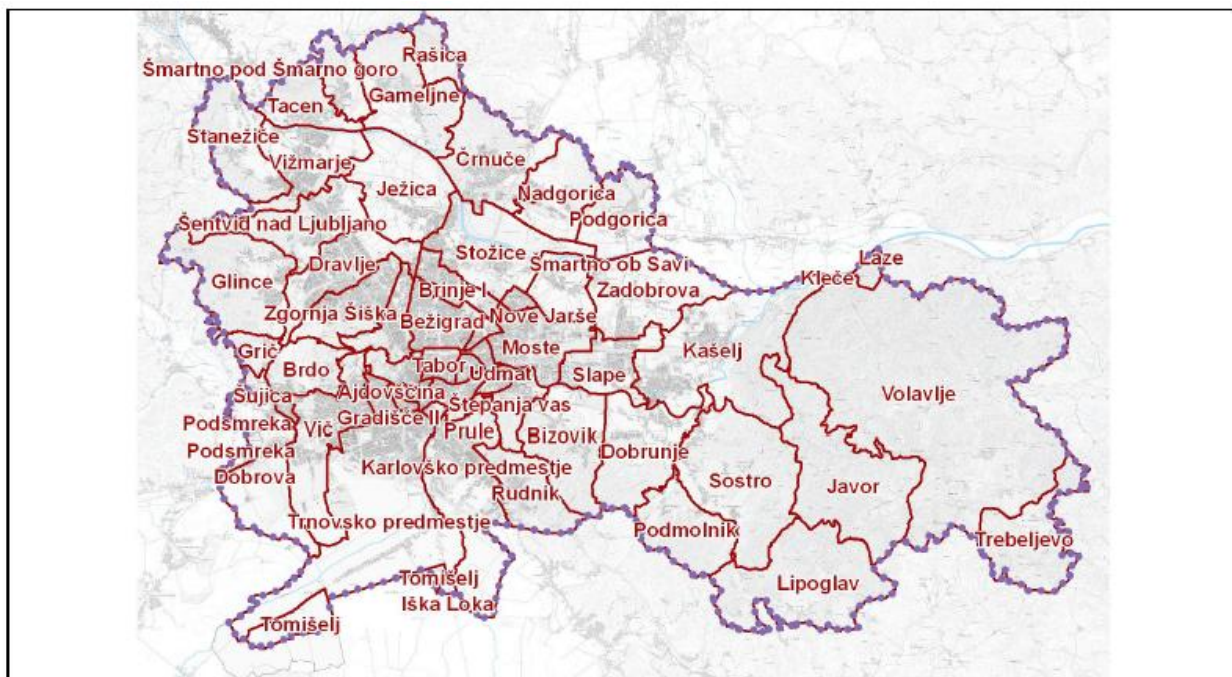 Rašica
Šmartno pod Šmarno goro
Gameljne
Tacen
Stanežiče
Vižmarje
Črnuče
Ježica
Nadgorica
Podgorica
Šentvid nad Ljubljano
Stožice
Dravlje
Šmartno ob Savi
Laze
Kleče
Glince
Brinje I
Zadobrova
Zgornja Šiška
Bežigrad
Nove Jarše
Moste
Kašelj
Grič
Brdo
Tabor
Udmat
Slape
Volavlje
Šujica
Ajdovščina
Štepanja vas
Podsmreka
Gradišče II
Vič
Prule
Bizovik
Podsmreka
Dobrunje
Dobrova
Karlovško predmestje
Sostro
Javor
Rudnik
Trnovsko predmestje
Podmolnik
Trebeljevo
Tomišelj
Lipoglav
Iška Loka
Tomišelj